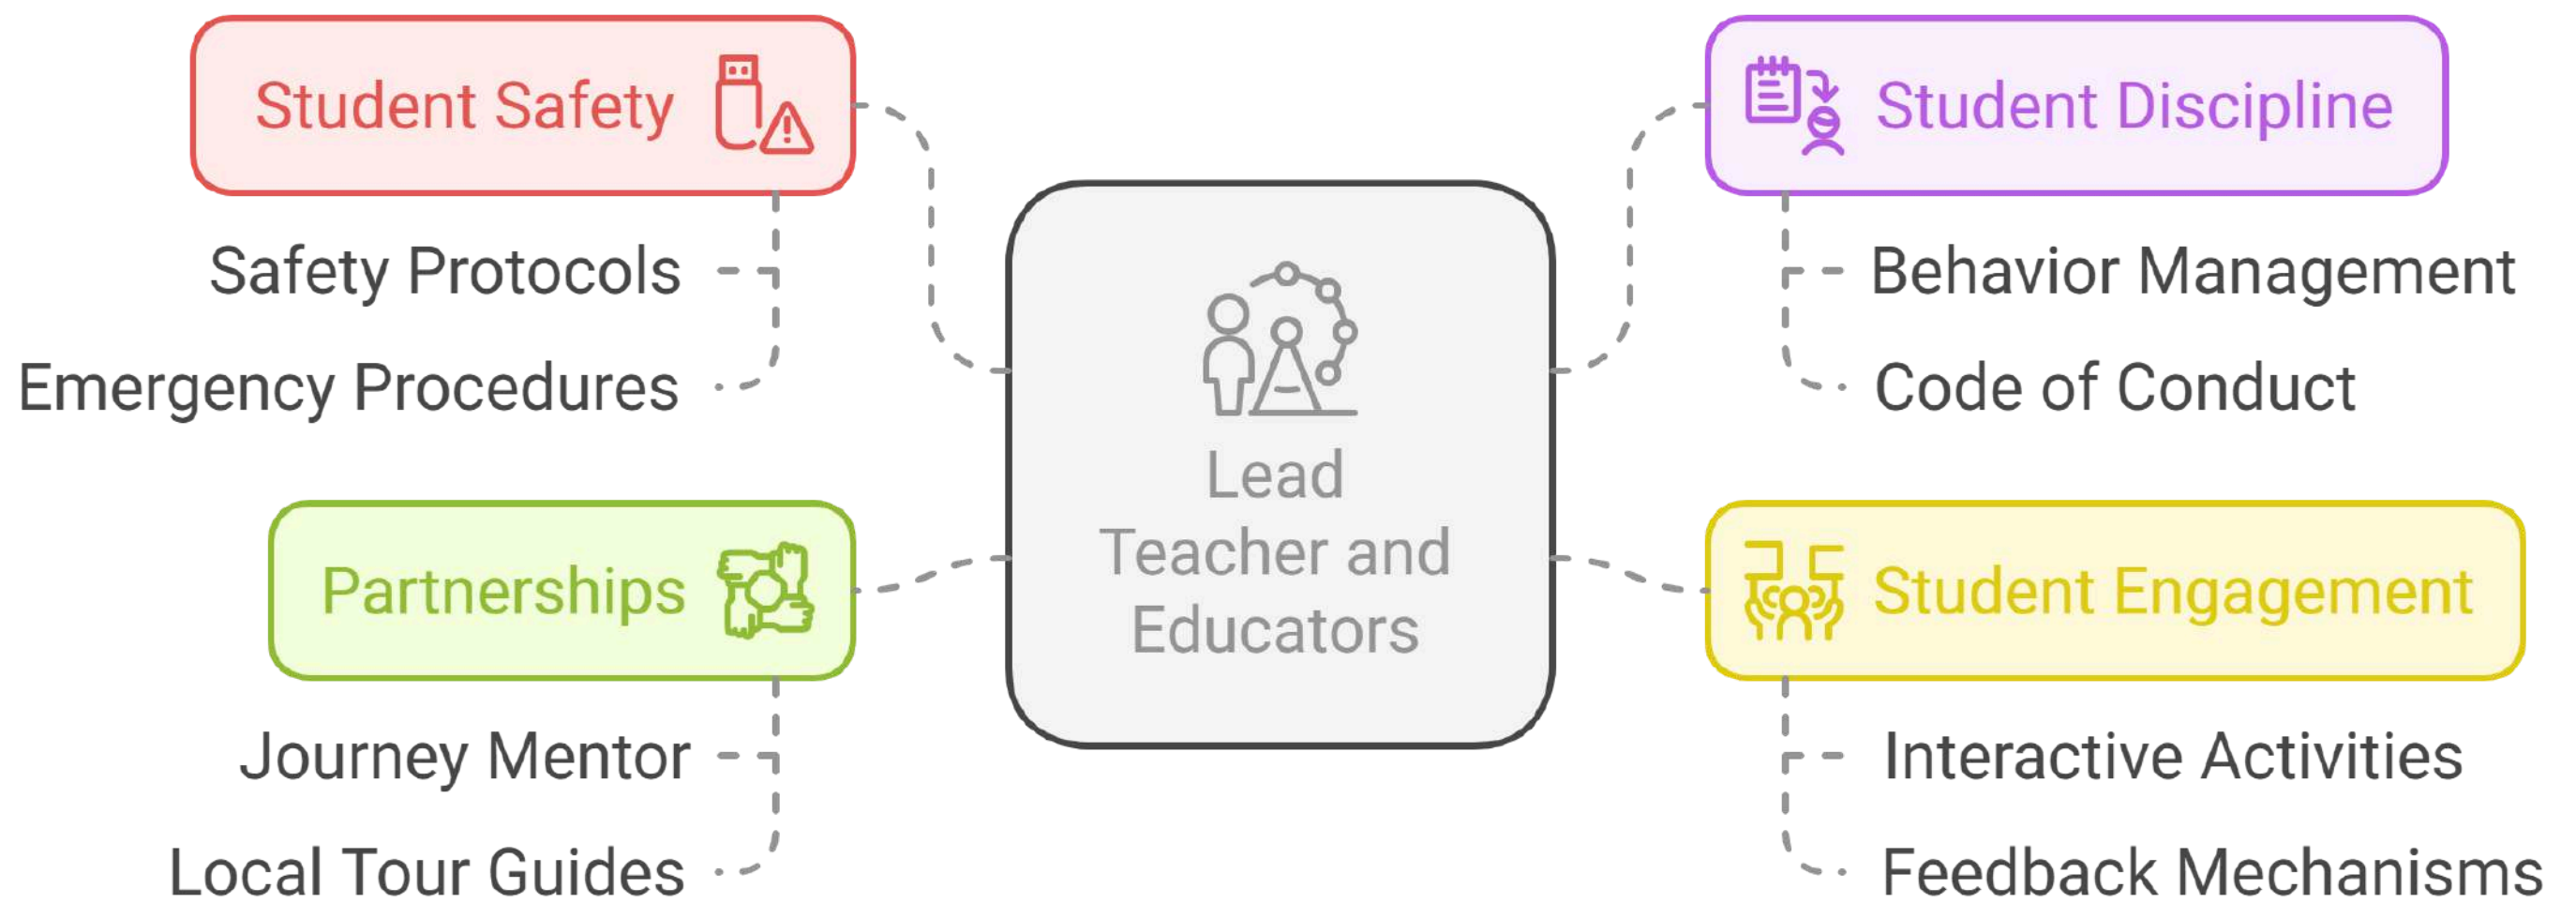 Student Safety
Safety Protocols
Emergency Procedures
Partnerships
Journey Mentor
Local Tour Guides
Lead
Teacher and
Educators
Student Discipline
Behavior Management
Code of Conduct
Student Engagement
Interactive Activities
Feedback Mechanisms